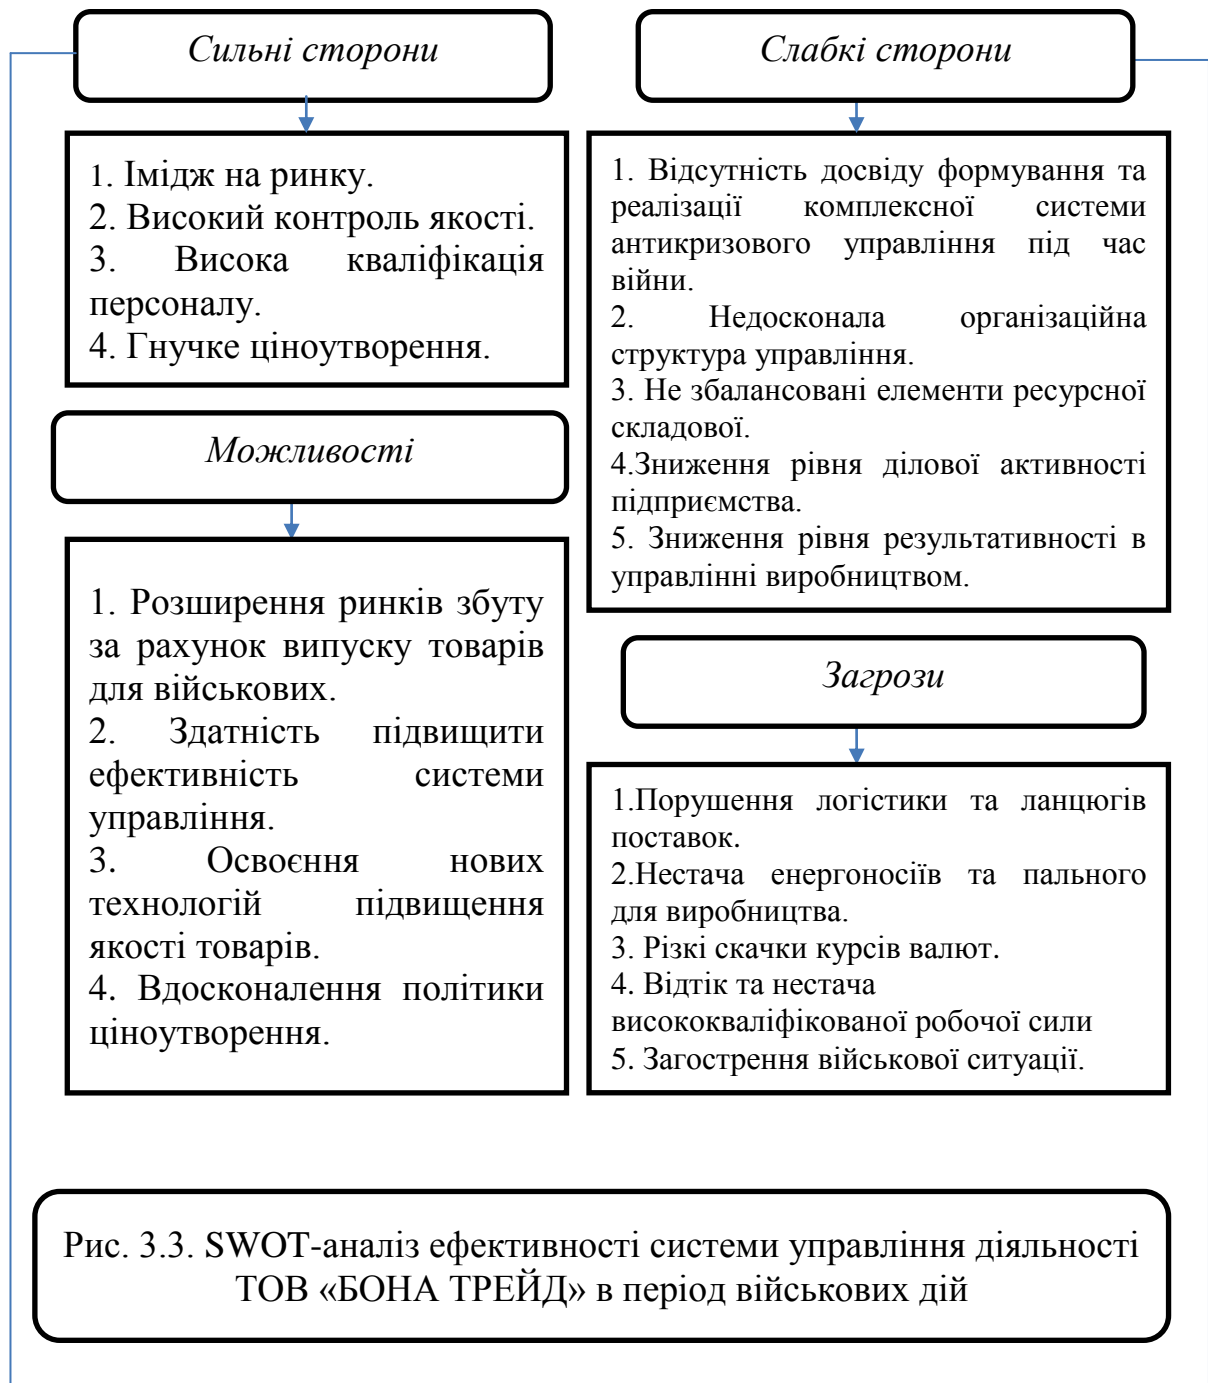 Сильні сторони
1. Імідж на ринку.
2. Високий контроль якості.
3. Висока кваліфікація
персоналу.
4. Гнучке ціноутворення.
Можливості
1. Розширення ринків збуту
за рахунок випуску товарів
для військових.
2. Здатність підвищити
ефективність системи
управління.
3. Освоєння нових
технологій підвищення
якості товарів.
4. Вдосконалення політики
ціноутворення.
Слабкі сторони
1. Відсутність досвіду формування та
реалізації комплексної системи
антикризового управління під час
війни.
2. Недосконала організаційна
структура управління.
3. Не збалансовані елементи ресурсної
складової.
4.Зниження рівня ділової активності
підприємства.
5. Зниження рівня результативності в
управлінні виробництвом.
Загрози
1.Порушення логістики та ланцюгів
поставок.
2.Нестача енергоносіїв та пального
для виробництва.
3. Різкі скачки курсів валют.
4. Відтік та нестача
висококваліфікованої робочої сили
5. Загострення військової ситуації.
Рис. 3.3. SWOT-аналіз ефективності системи управління діяльності
ТОВ «БОНА ТРЕЙД» в період військових дій